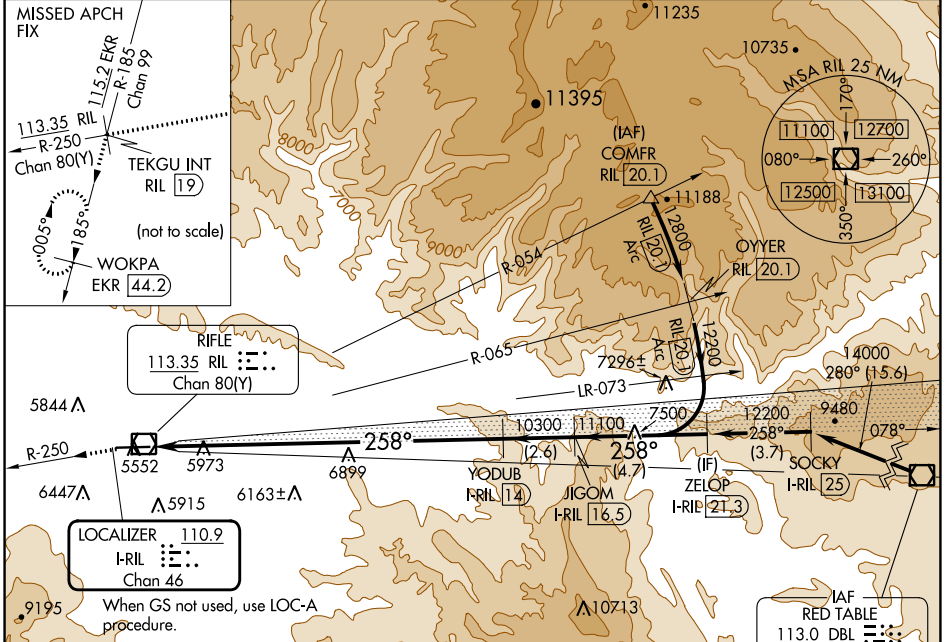 MISSED APCH
FIX
115.2 EKR
R-185
Chan 99
113.35 RIL
R-250
Chan 80(Y)
TEKGU INT
RIL 19
(not to scale)
005°
185°
WOKPA
EKR 44.2
11235
10735
11395
8000
7000
9000
9000
MSA RIL 25 NM
170°
11100
12700
080°
260°
12500
13100
350°
(IAF)
COMFR
RIL 20.1
11188
12800
RIL 20.1
Arc
OYYER
RIL 20.1
R-054
R-065
12200
RIL 20.1
Arc
7296±
LR-073
RIFLE
113.35 RIL
Chan 80(Y)
14000
280° (15.6)
5844
7500
9480
10300
11100
12200
R-250
258°
258°
258°
078°
5552
5973
6899
(2.6)
(4.7)
(3.7)
YODUB
I-RIL 14
JIGOM
I-RIL 16.5
(IF)
ZELOP
I-RIL 21.3
SOCKY
I-RIL 25
6447
5915
6163±
LOCALIZER 110.9
I-RIL
Chan 46
When GS not used, use LOC-A
procedure.
9195
10713
IAF
RED TABLE
113.0 DBL